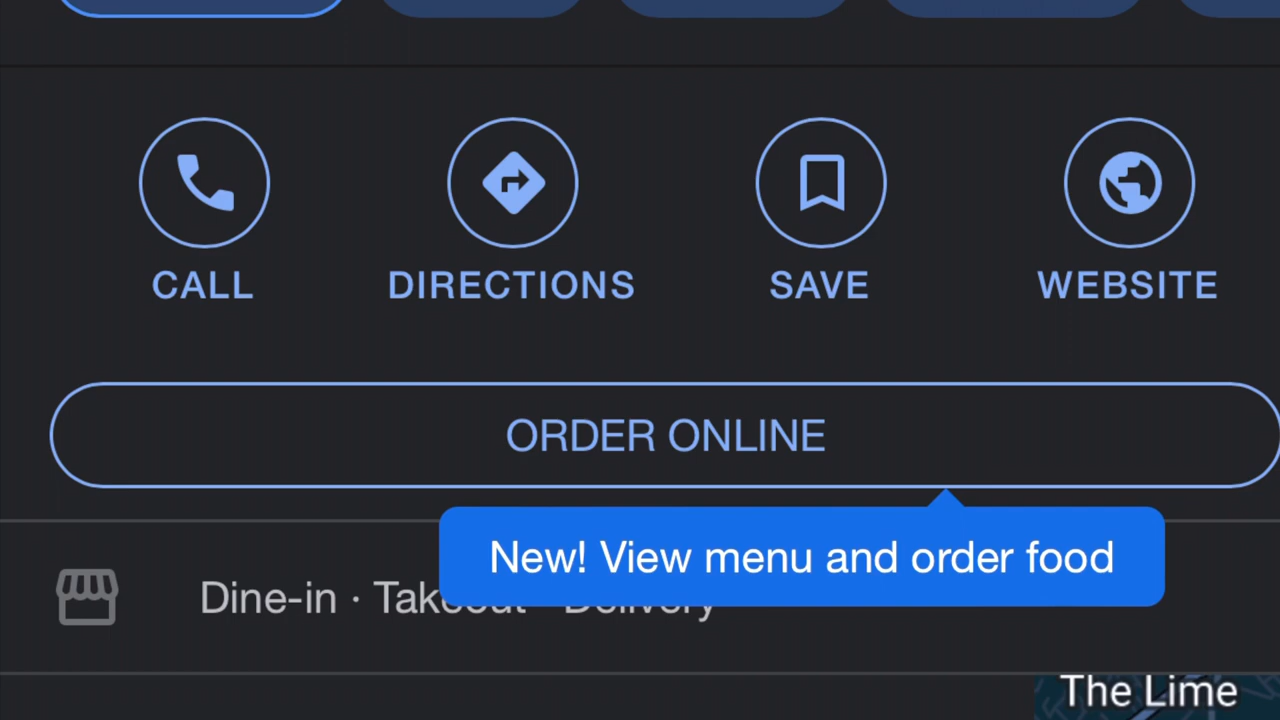 CALL
DIRECTIONS
SAVE
WEBSITE
ORDER ONLINE
New! View menu and order food
Dine-in · Takeout · Delivery
The Lime